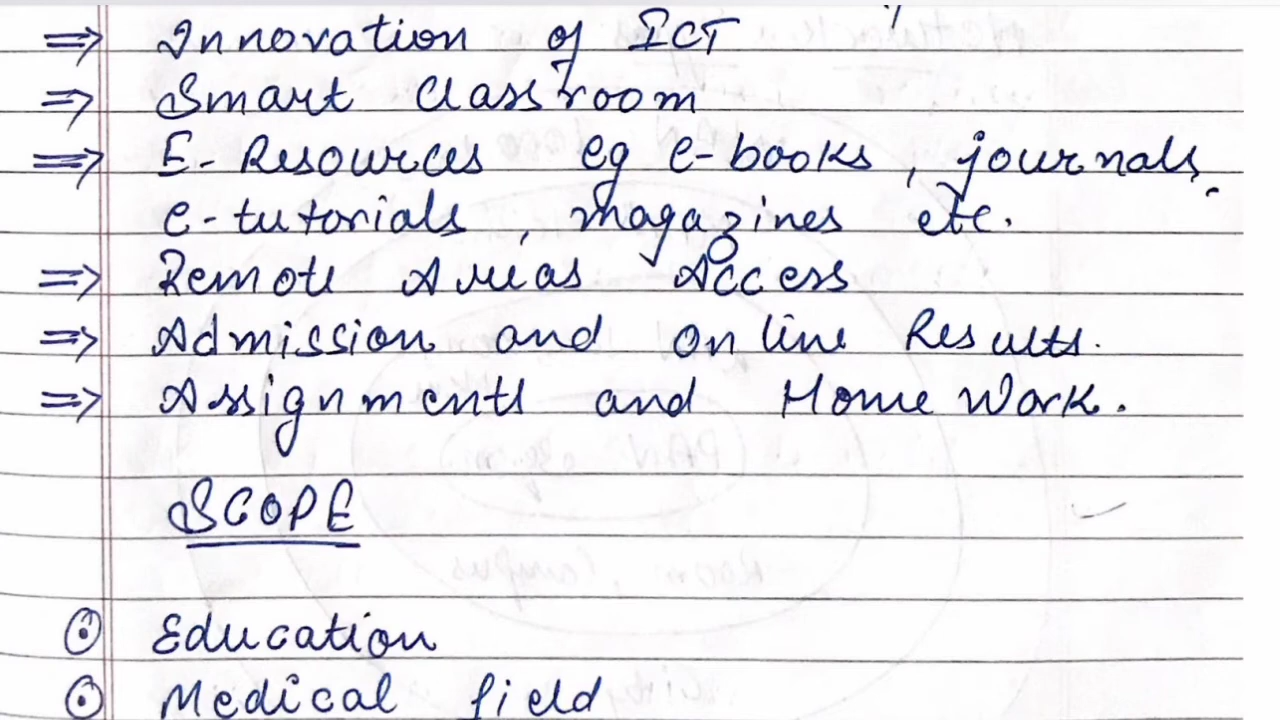 ⇒ Innovation of ICT
⇒ Smart Classroom
⇒ E-Resources eg e-books, journals,
e-tutorials, magazines etc.
⇒ Remote Areas Access
⇒ Admission and online Results.
⇒ Assignments and Home Work.
SCOPE
⊙ Education
⊙ Medical field